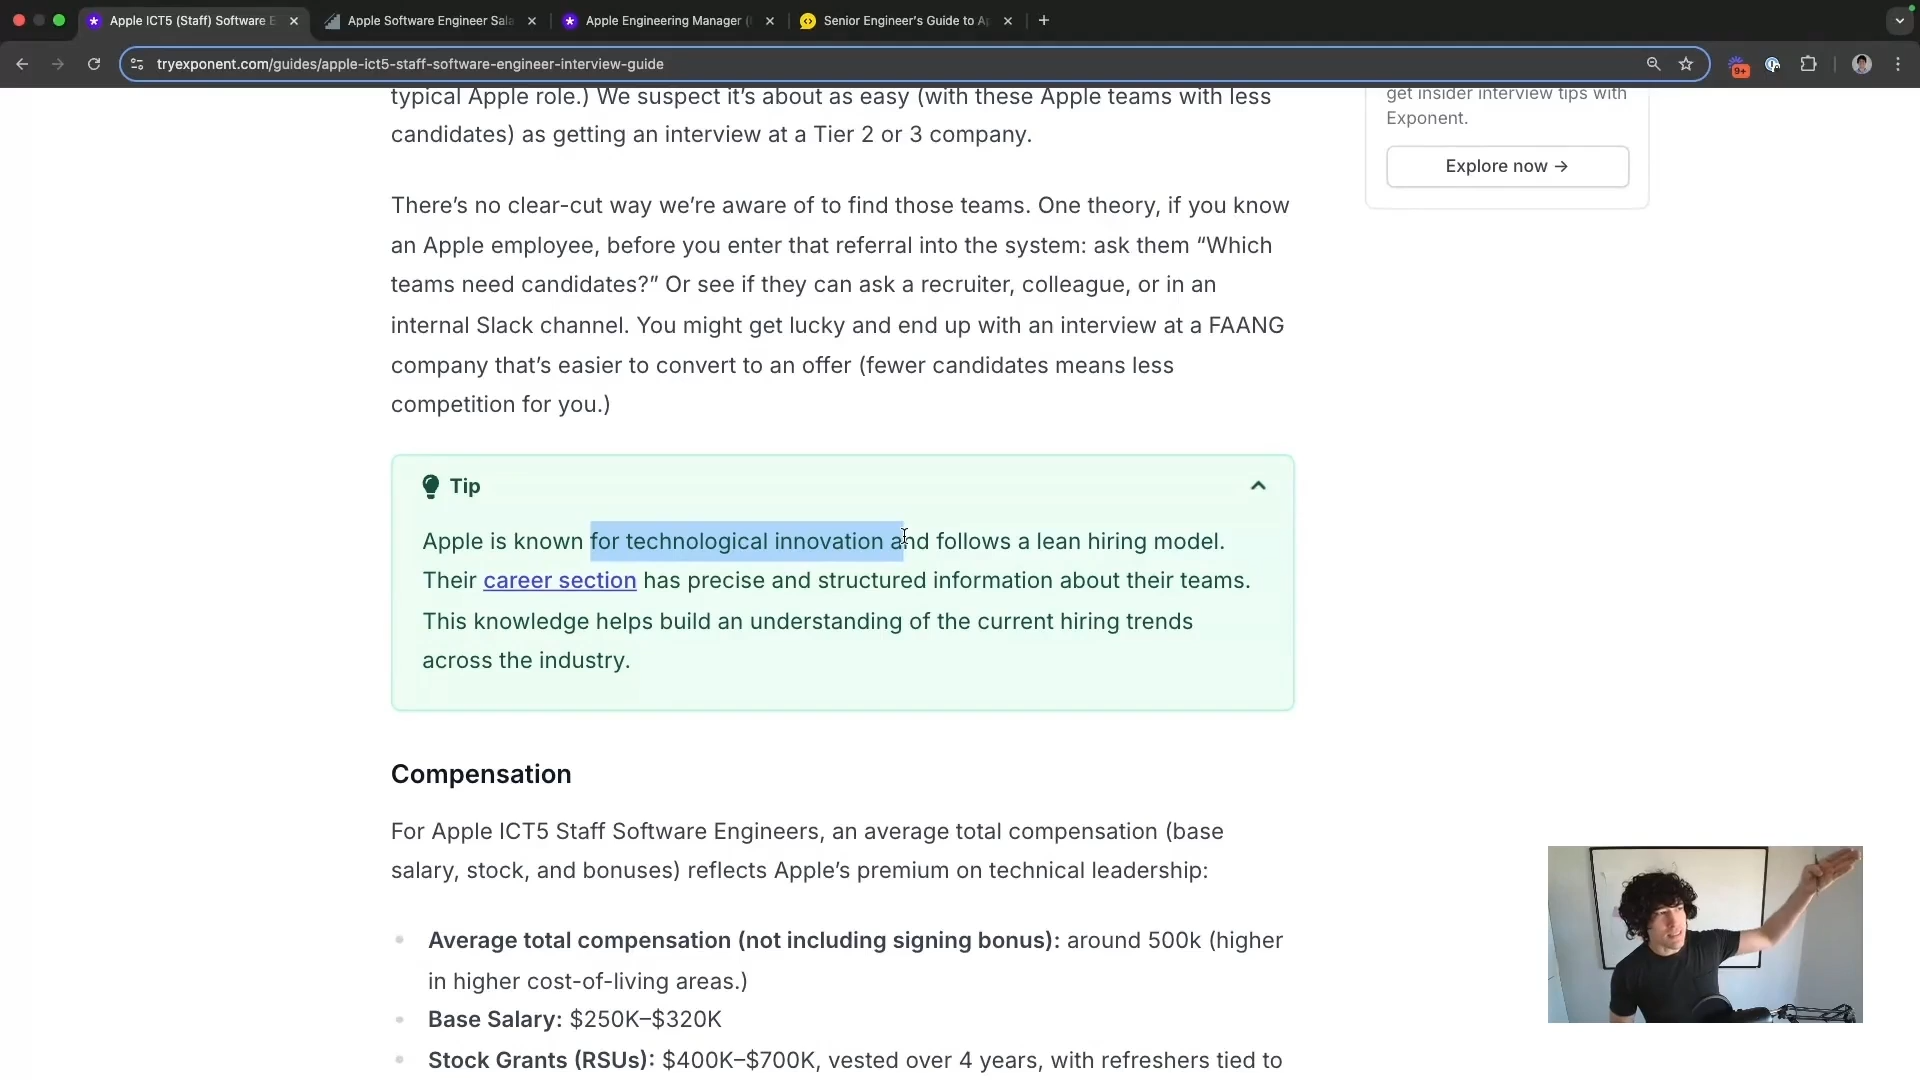 Apple ICT5 (Staff) Software E
Apple Software Engineer Sala
Apple Engineering Manager (
Senior Engineer's Guide to Ap
tryexponent.com/guides/apple-ict5-staff-software-engineer-interview-guide
9+
typical Apple role.) We suspect it's about as easy (with these Apple teams with less
candidates) as getting an interview at a Tier 2 or 3 company.
There's no clear-cut way we're aware of to find those teams. One theory, if you know
an Apple employee, before you enter that referral into the system: ask them “Which
teams need candidates?” Or see if they can ask a recruiter, colleague, or in an
internal Slack channel. You might get lucky and end up with an interview at a FAANG
company that's easier to convert to an offer (fewer candidates means less
competition for you.)
Tip
Apple is known for technological innovation and follows a lean hiring model.
Their career section has precise and structured information about their teams.
This knowledge helps build an understanding of the current hiring trends
across the industry.
Compensation
For Apple ICT5 Staff Software Engineers, an average total compensation (base
salary, stock, and bonuses) reflects Apple's premium on technical leadership:
Average total compensation (not including signing bonus): around 500k (higher
in higher cost-of-living areas.)
Base Salary: $250K–$320K
Stock Grants (RSUs): $400K–$700K, vested over 4 years, with refreshers tied to
get insider interview tips with
Exponent.
Explore now →